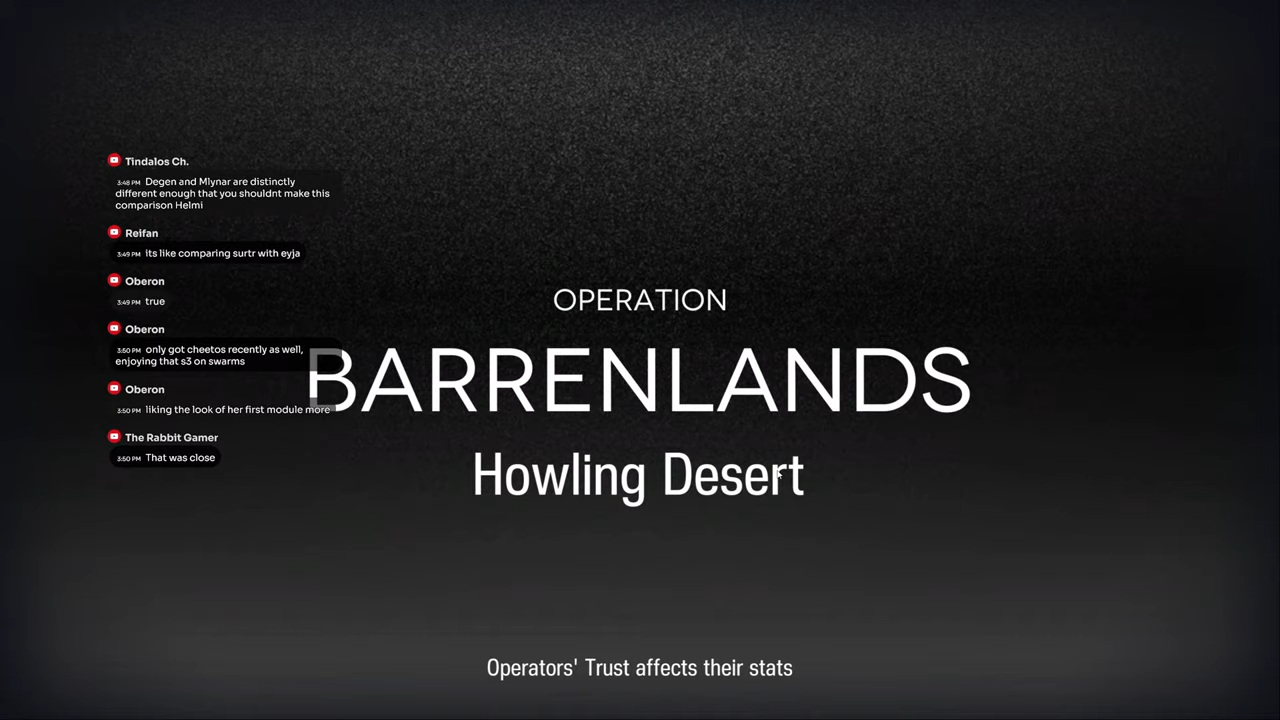 Tindalos Ch.
3:48 PM Degen and Mlynar are distinctly
different enough that you shouldnt make this
comparison Helmi
Reifan
3:49 PM its like comparing surtr with eyja
Oberon
3:49 PM true
Oberon
3:50 PM only got cheetos recently as well,
enjoying that s3 on swarms
Oberon
3:50 PM liking the look of her first module more
The Rabbit Gamer
3:50 PM That was close
OPERATION
BARRENLANDS
Howling Desert
Operators' Trust affects their stats